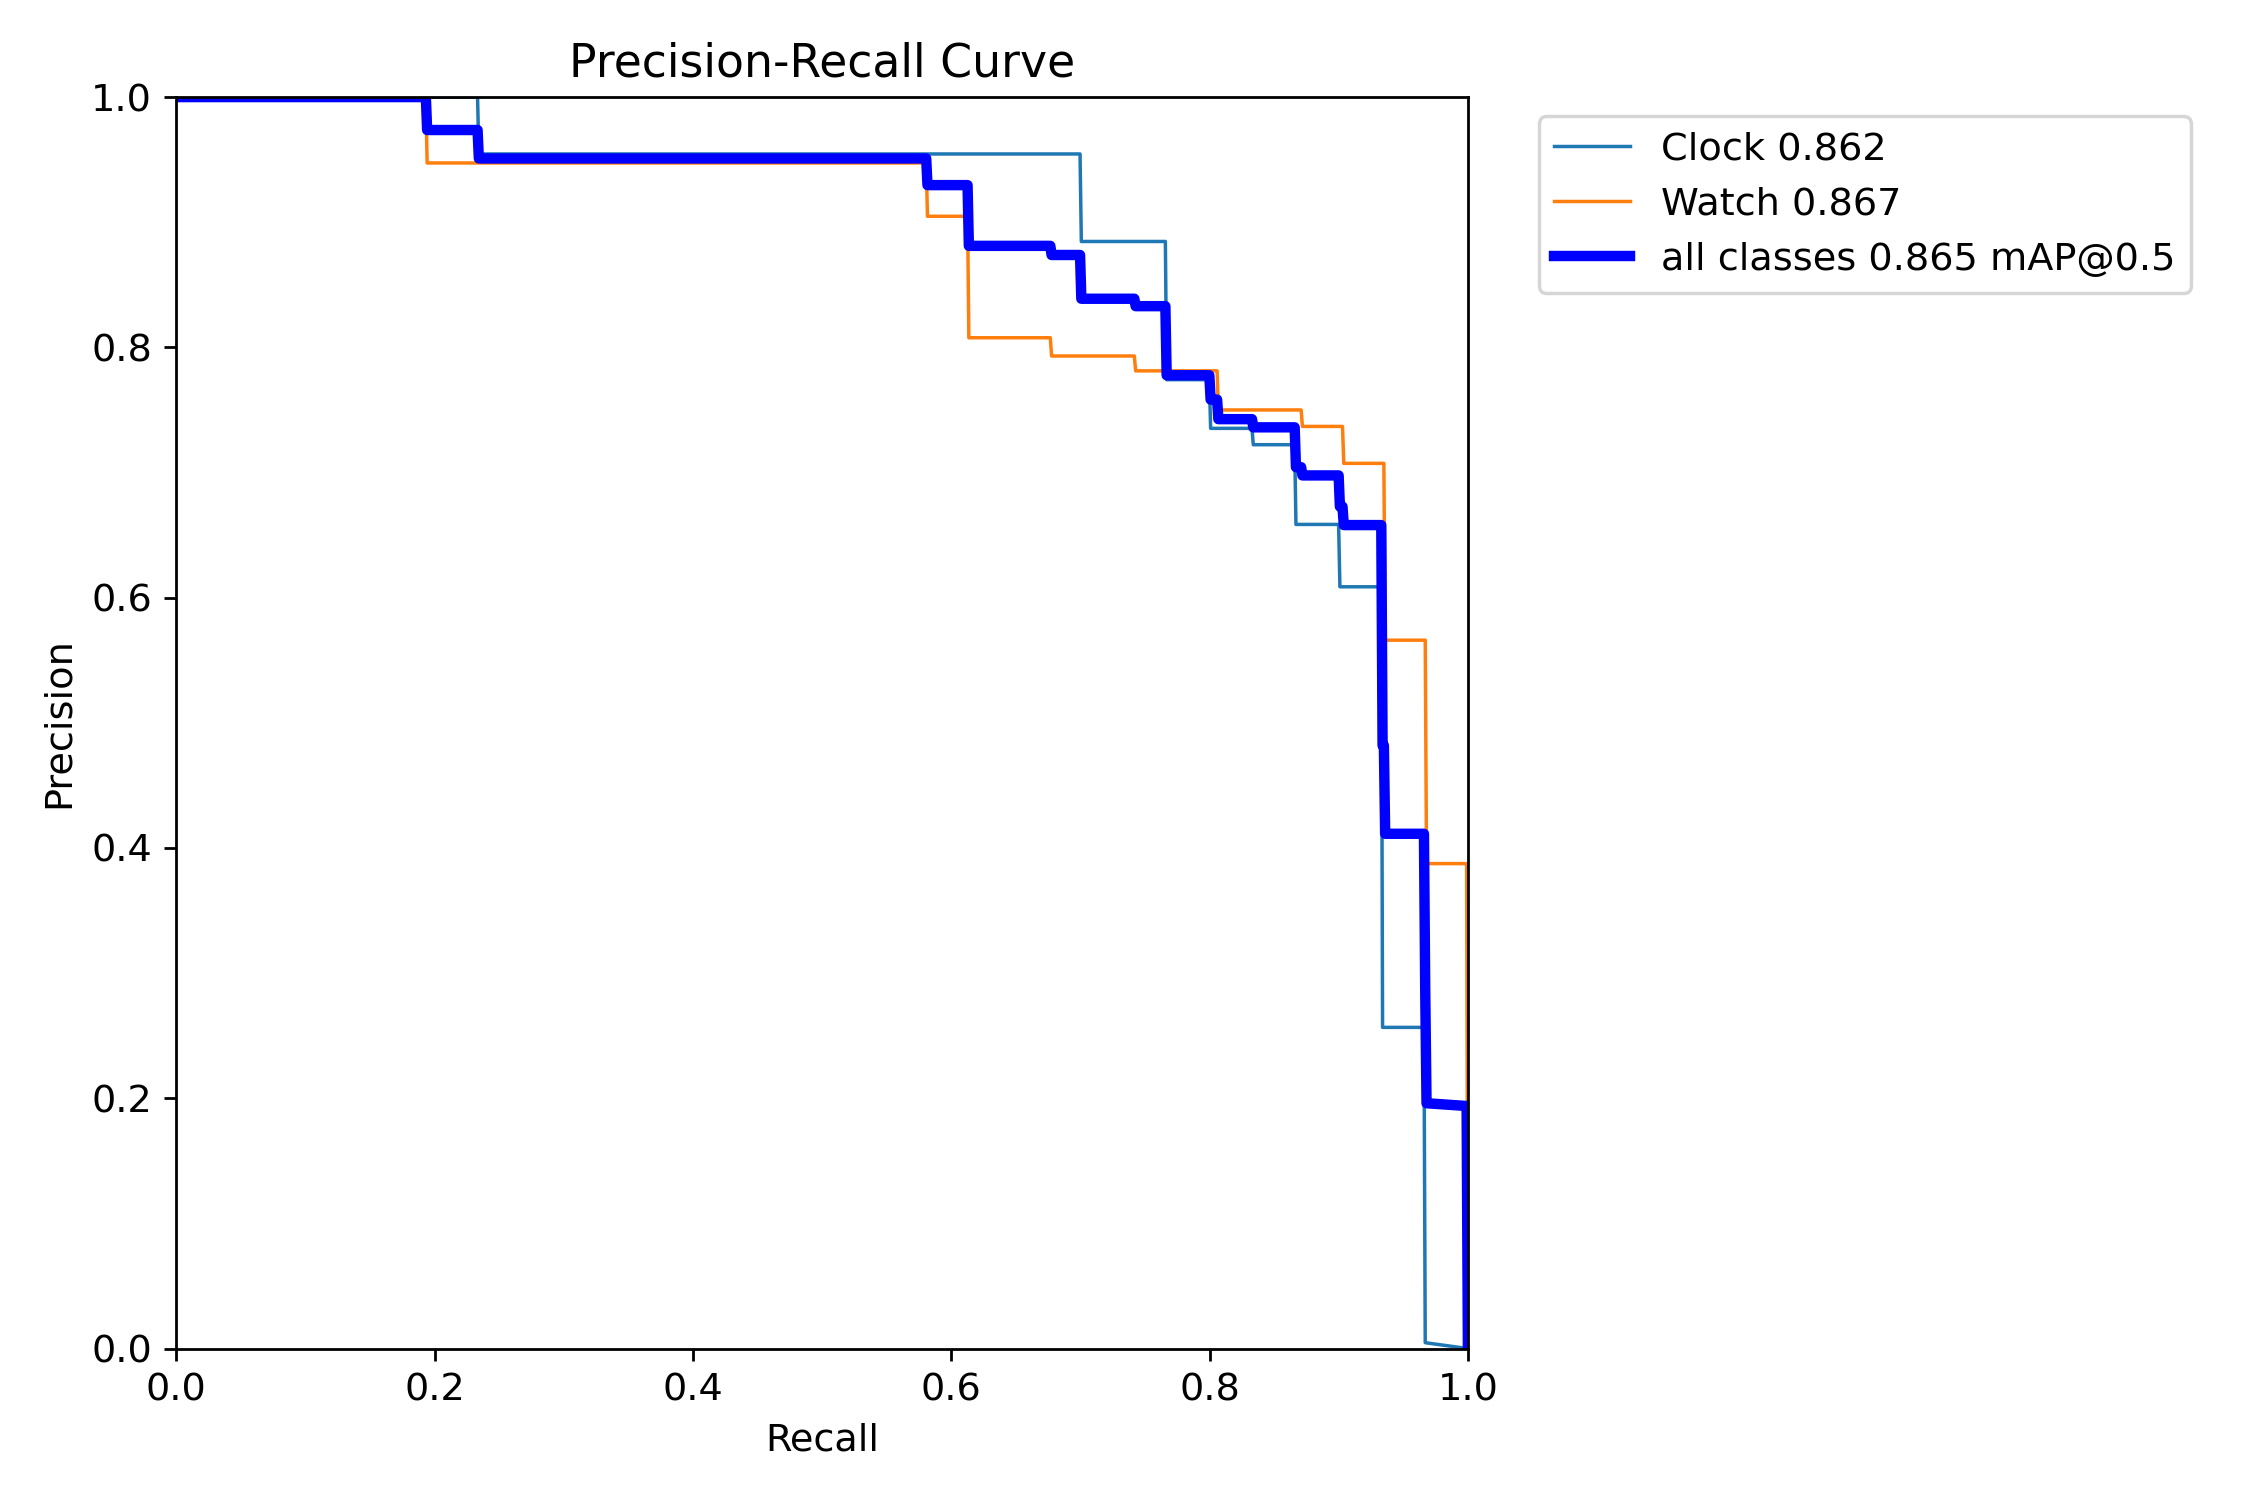 Precision-Recall Curve
1.0
0.8
0.6
0.4
0.2
0.0
Precision
0.0 0.2 0.4 0.6 0.8 1.0
Recall
Clock 0.862
Watch 0.867
all classes 0.865 mAP@0.5